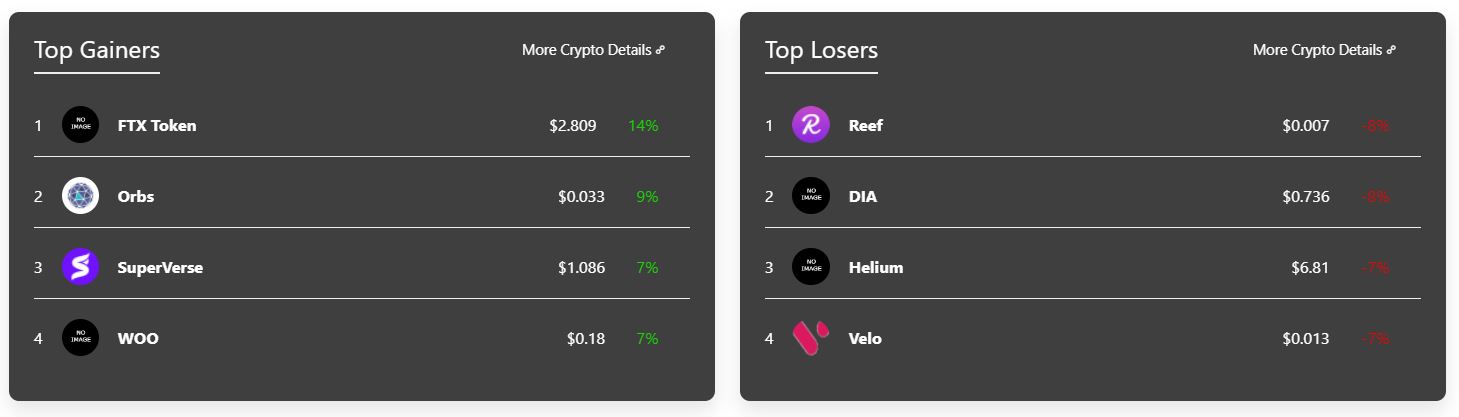 Top Gainers
More Crypto Details
1 NO IMAGE FTX Token $2.809 14%
2 Orbs $0.033 9%
3 SuperVerse $1.086 7%
4 NO IMAGE WOO $0.18 7%
Top Losers
More Crypto Details
1 Reef $0.007 -8%
2 NO IMAGE DIA $0.736 -8%
3 NO IMAGE Helium $6.81 -7%
4 Velo $0.013 -7%